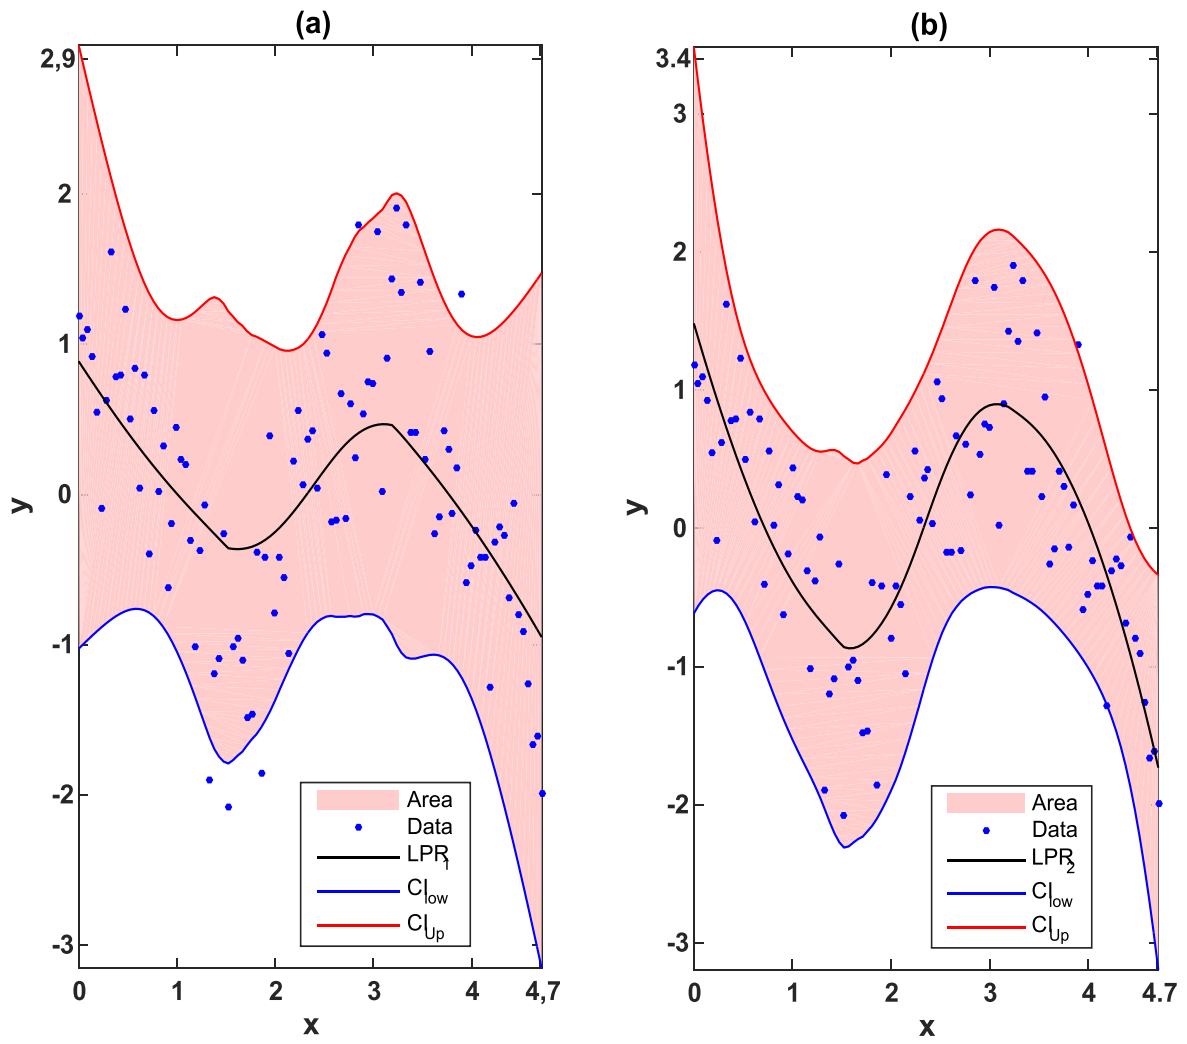 (a)
2,9
2
1
0
-1
-2
-3
y
0 1 2 3 4 4,7
x
Area
Data
LPR1
CIlow
CIUp
(b)
3.4
3
2
1
0
-1
-2
-3
y
0 1 2 3 4 4.7
x
Area
Data
LPR2
CIlow
CIUp